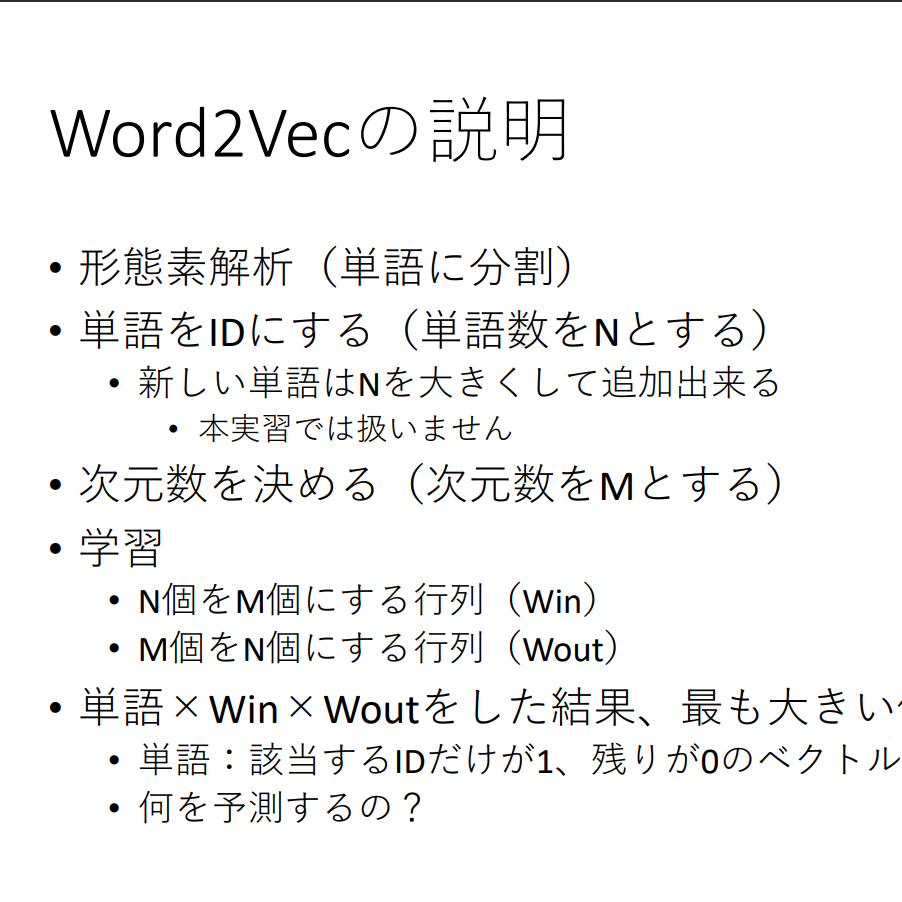 Word2Vecの説明
• 形態素解析（単語に分割）
• 単語をIDにする（単語数をNとする）
• 新しい単語はNを大きくして追加出来る
• 本実習では扱いません
• 次元数を決める（次元数をMとする）
• 学習
• N個をM個にする行列（Win）
• M個をN個にする行列（Wout）
• 単語×Win×Woutをした結果、最も大きい
• 単語：該当するIDだけが1、残りが0のベクトル
• 何を予測するの？